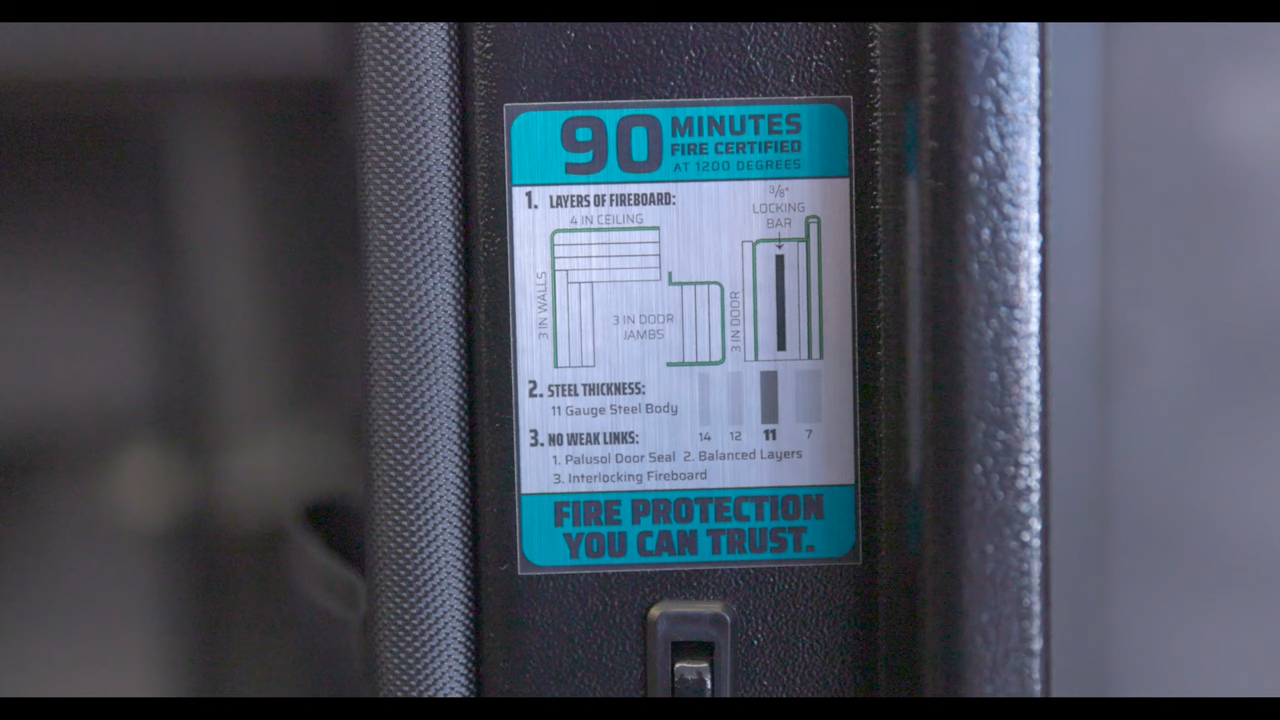 90 MINUTES
FIRE CERTIFIED
AT 1200 DEGREES
1. LAYERS OF FIREBOARD:
4 IN CEILING
3/8"
LOCKING
BAR
3 IN WALLS
3 IN DOOR
JAMBS
3 IN DOOR
2. STEEL THICKNESS:
11 Gauge Steel Body
14 12 11 7
3. NO WEAK LINKS:
1. Palusol Door Seal 2. Balanced Layers
3. Interlocking Fireboard
FIRE PROTECTION
YOU CAN TRUST.